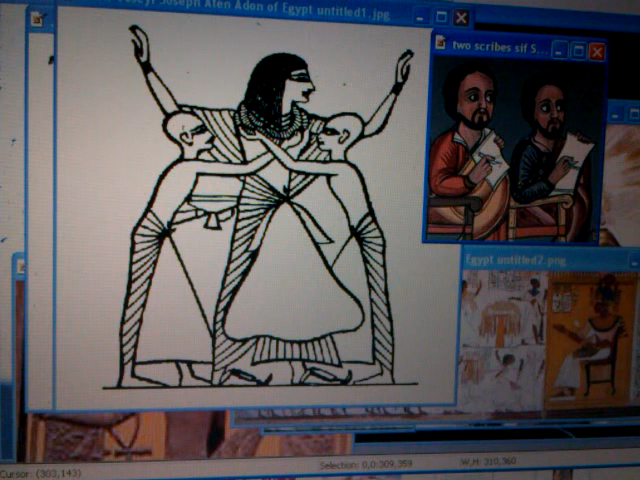 Joseph Aten Adon of Egypt untitled1.jpg
two scribes sif S...
Egypt untitled2.png
Cursor: (303,143)
Selection: 0,0:309,359
W,H: 310,360